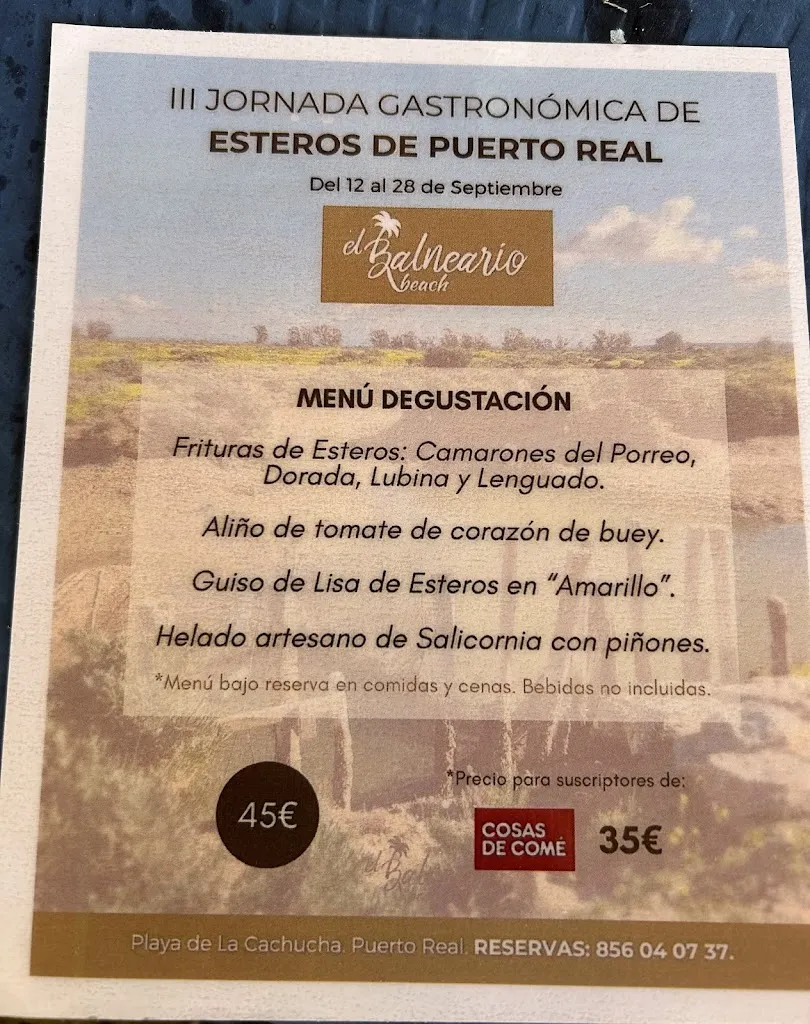 III JORNADA GASTRONÓMICA DE
ESTEROS DE PUERTO REAL
Del 12 al 28 de Septiembre
el Balneario
beach
MENÚ DEGUSTACIÓN
Frituras de Esteros: Camarones del Porreo,
Dorada, Lubina y Lenguado.
Aliño de tomate de corazón de buey.
Guiso de Lisa de Esteros en “Amarillo”.
Helado artesano de Salicornia con piñones.
*Menú bajo reserva en comidas y cenas. Bebidas no incluidas.
*Precio para suscriptores de:
45€
COSAS
DE COMÉ
35€
el Bal
Playa de La Cachucha. Puerto Real. RESERVAS: 856 04 07 37.